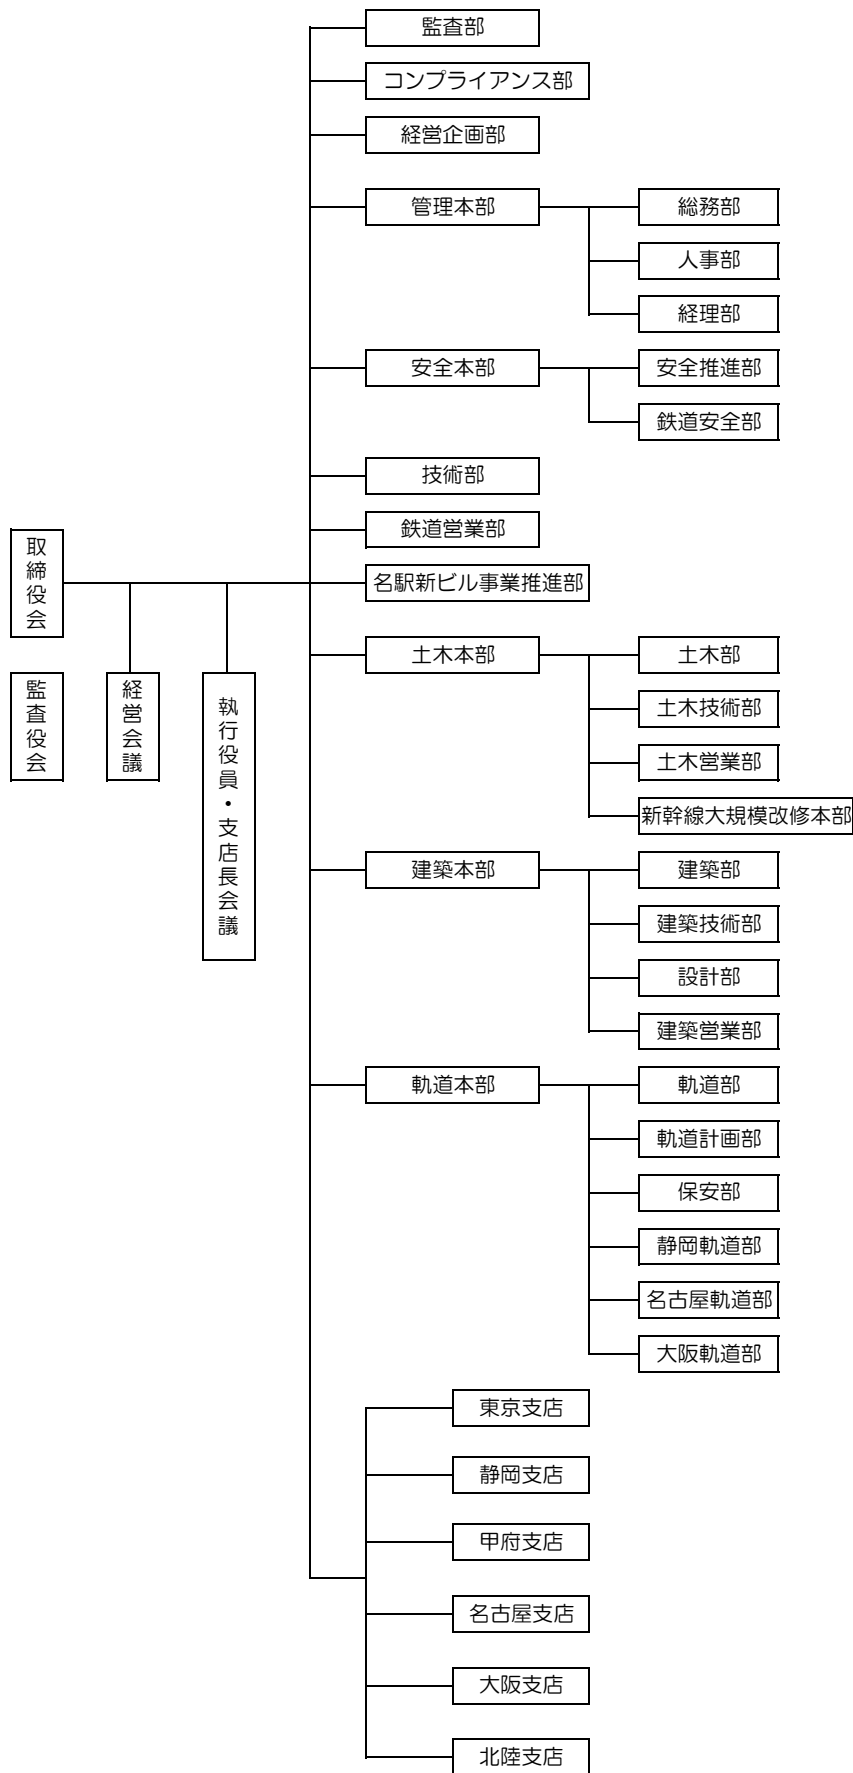 監査部
コンプライアンス部
経営企画部
管理本部
総務部
人事部
経理部
安全本部
安全推進部
鉄道安全部
技術部
鉄道営業部
名駅新ビル事業推進部
取締役会
監査役会
経営会議
執行役員・支店長会議
土木本部
土木部
土木技術部
土木営業部
新幹線大規模改修本部
建築本部
建築部
建築技術部
設計部
建築営業部
軌道本部
軌道部
軌道計画部
保安部
静岡軌道部
名古屋軌道部
大阪軌道部
東京支店
静岡支店
甲府支店
名古屋支店
大阪支店
北陸支店